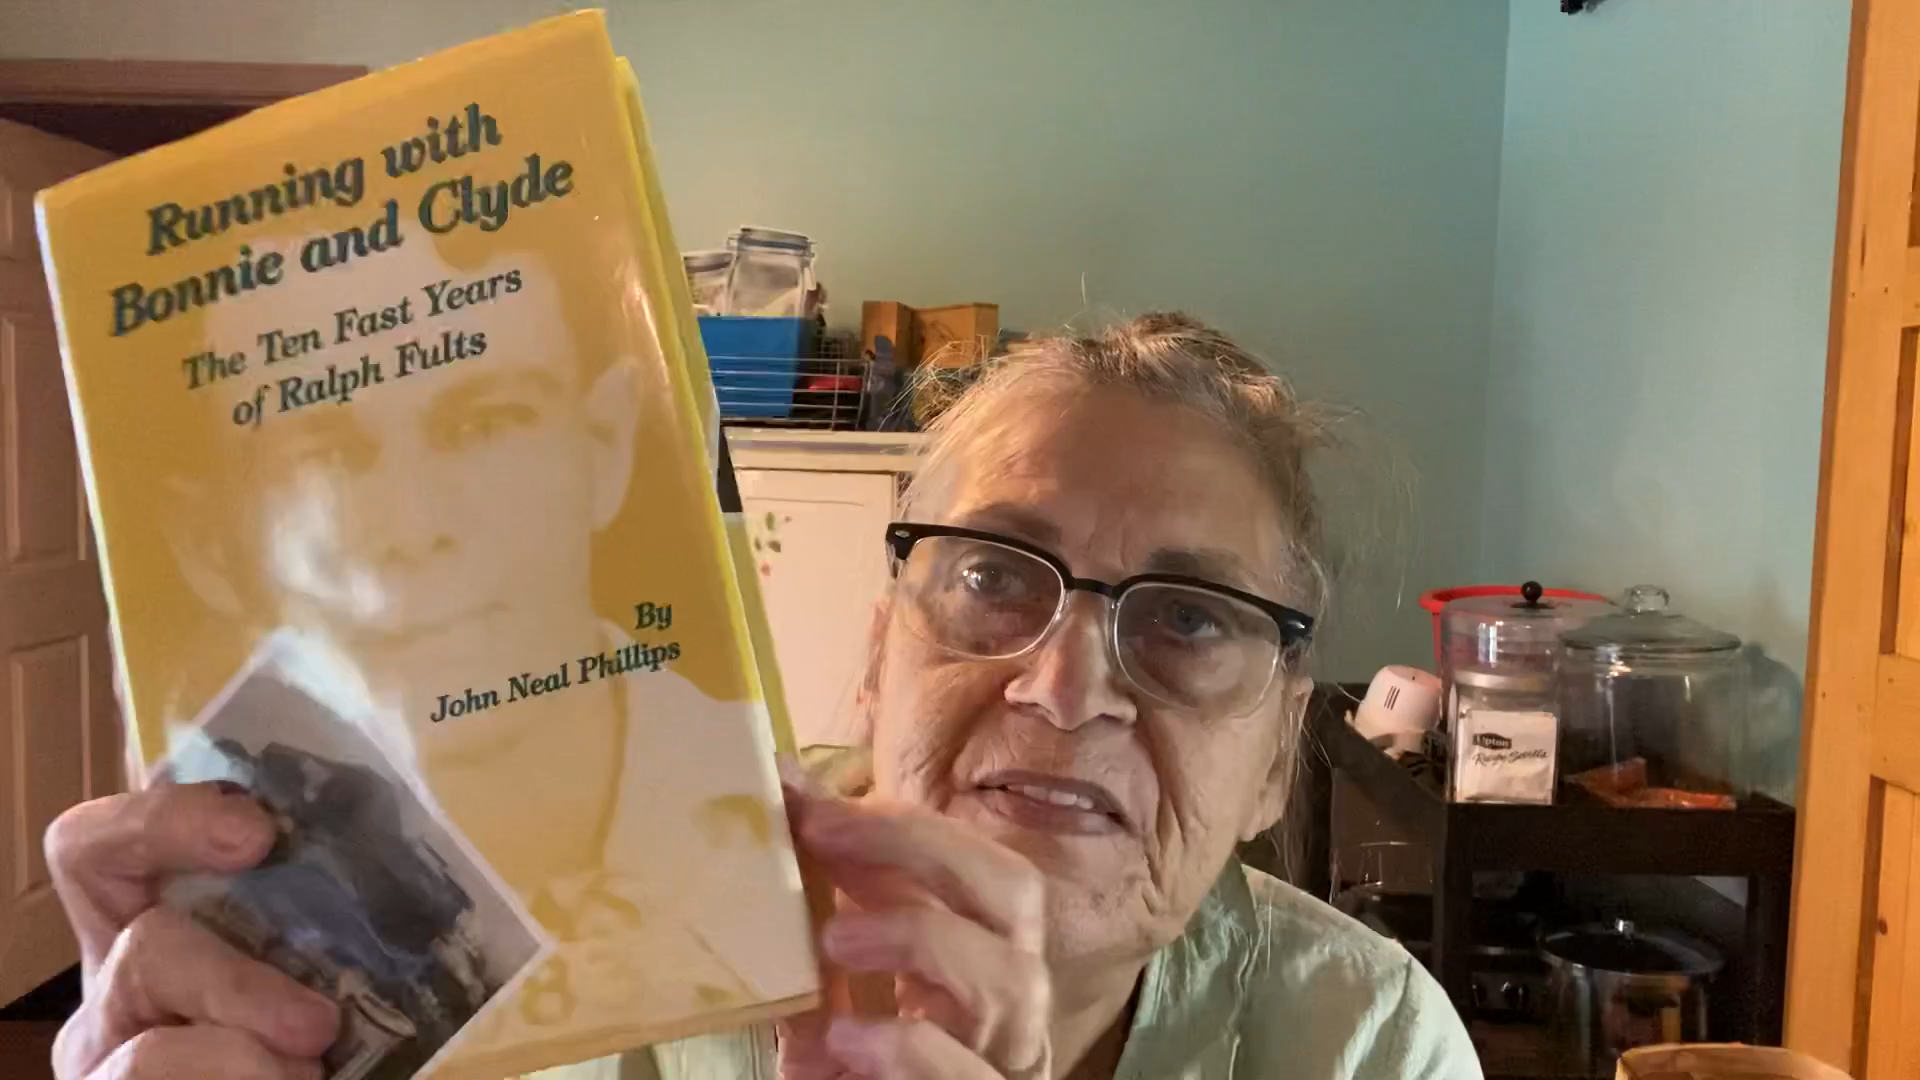 Running with
Bonnie and Clyde
The Ten Fast Years
of Ralph Fults
By
John Neal Phillips
Lipton